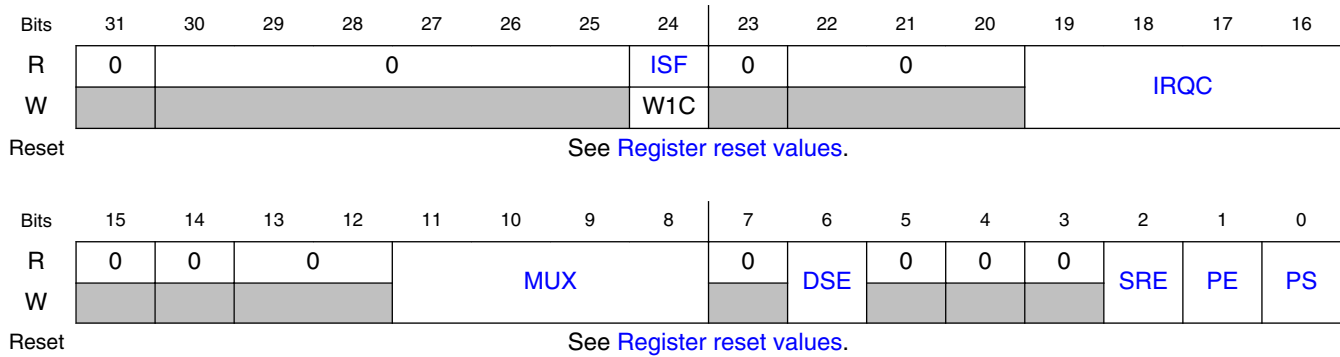 Bits 31 30 29 28 27 26 25 24 23 22 21 20 19 18 17 16
R 0 0 ISF 0 0 IRQC
W W1C
Reset See Register reset values.
Bits 15 14 13 12 11 10 9 8 7 6 5 4 3 2 1 0
R 0 0 0 MUX 0 DSE 0 0 0 SRE PE PS
W
Reset See Register reset values.